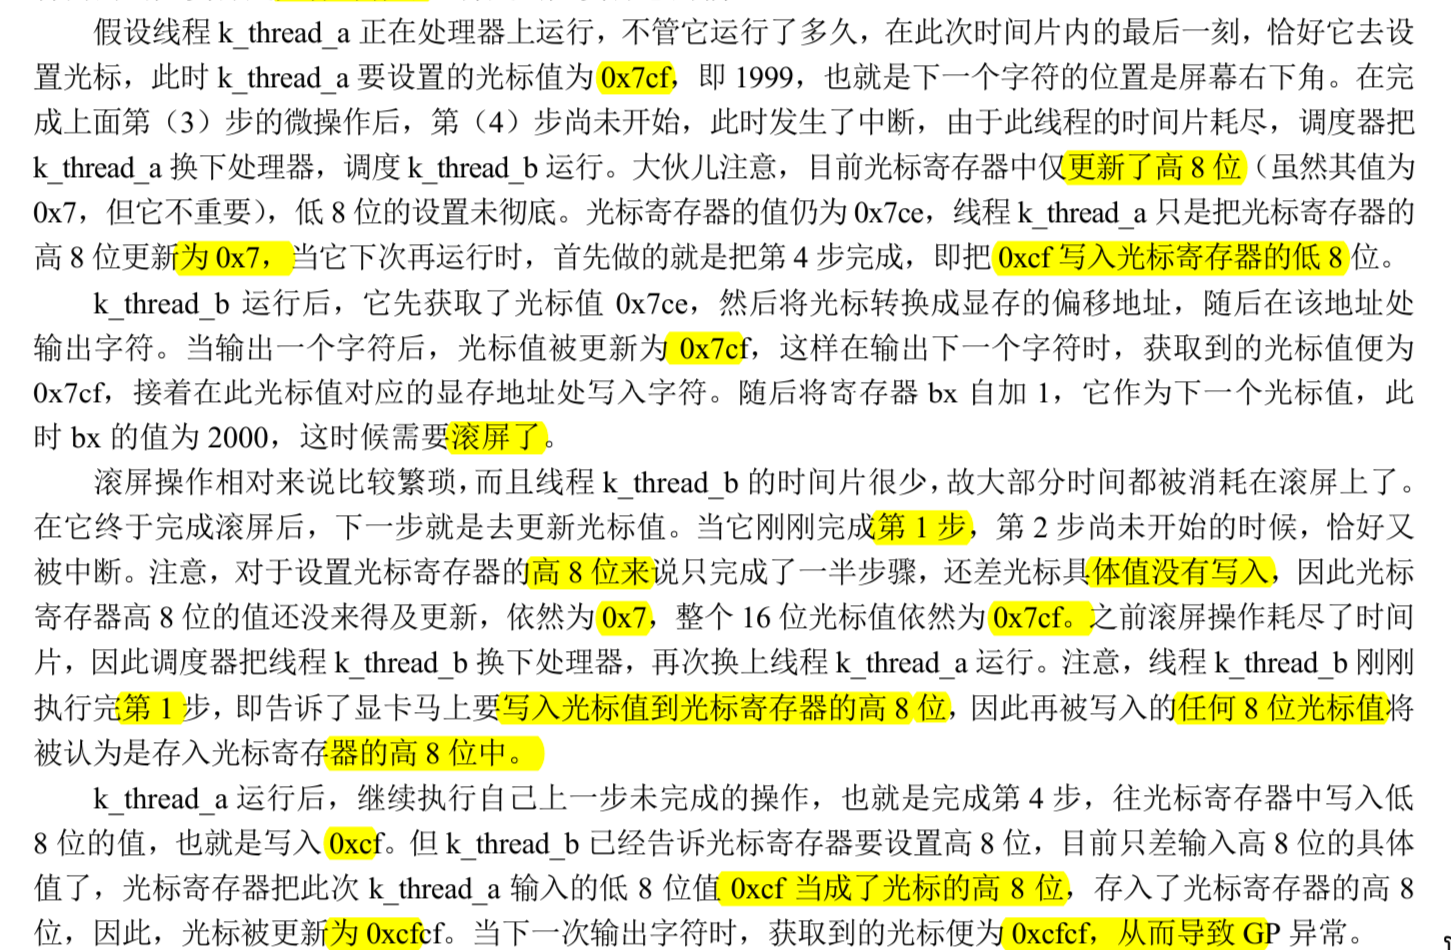 假设线程 k_thread_a 正在处理器上运行，不管它运行了多久，在此次时间片内的最后一刻，恰好它去设
置光标，此时 k_thread_a 要设置的光标值为 0x7cf，即 1999，也就是下一个字符的位置是屏幕右下角。在完
成上面第（3）步的微操作后，第（4）步尚未开始，此时发生了中断，由于此线程的时间片耗尽，调度器把
k_thread_a 换下处理器，调度 k_thread_b 运行。大伙儿注意，目前光标寄存器中仅更新了高 8 位（虽然其值为
0x7，但它不重要），低 8 位的设置未彻底。光标寄存器的值仍为 0x7ce，线程 k_thread_a 只是把光标寄存器的
高 8 位更新为 0x7，当它下次再运行时，首先做的就是把第 4 步完成，即把 0xcf 写入光标寄存器的低 8 位。
k_thread_b 运行后，它先获取了光标值 0x7ce，然后将光标转换成显存的偏移地址，随后在该地址处
输出字符。当输出一个字符后，光标值被更新为 0x7cf，这样在输出下一个字符时，获取到的光标值便为
0x7cf，接着在此光标值对应的显存地址处写入字符。随后将寄存器 bx 自加 1，它作为下一个光标值，此
时 bx 的值为 2000，这时候需要滚屏了。
滚屏操作相对来说比较繁琐，而且线程 k_thread_b 的时间片很少，故大部分时间都被消耗在滚屏上了。
在它终于完成滚屏后，下一步就是去更新光标值。当它刚刚完成第 1 步，第 2 步尚未开始的时候，恰好又
被中断。注意，对于设置光标寄存器的高 8 位来说只完成了一半步骤，还差光标具体值没有写入，因此光标
寄存器高 8 位的值还没来得及更新，依然为 0x7，整个 16 位光标值依然为 0x7cf。之前滚屏操作耗尽了时间
片，因此调度器把线程 k_thread_b 换下处理器，再次换上线程 k_thread_a 运行。注意，线程 k_thread_b 刚刚
执行完第 1 步，即告诉了显卡马上要写入光标值到光标寄存器的高 8 位，因此再被写入的任何 8 位光标值将
被认为是存入光标寄存器的高 8 位中。
k_thread_a 运行后，继续执行自己上一步未完成的操作，也就是完成第 4 步，往光标寄存器中写入低
8 位的值，也就是写入 0xcf。但 k_thread_b 已经告诉光标寄存器要设置高 8 位，目前只差输入高 8 位的具体
值了，光标寄存器把此次 k_thread_a 输入的低 8 位值 0xcf 当成了光标的高 8 位，存入了光标寄存器的高 8
位，因此，光标被更新为 0xcfcf。当下一次输出字符时，获取到的光标便为 0xcfcf，从而导致 GP 异常。